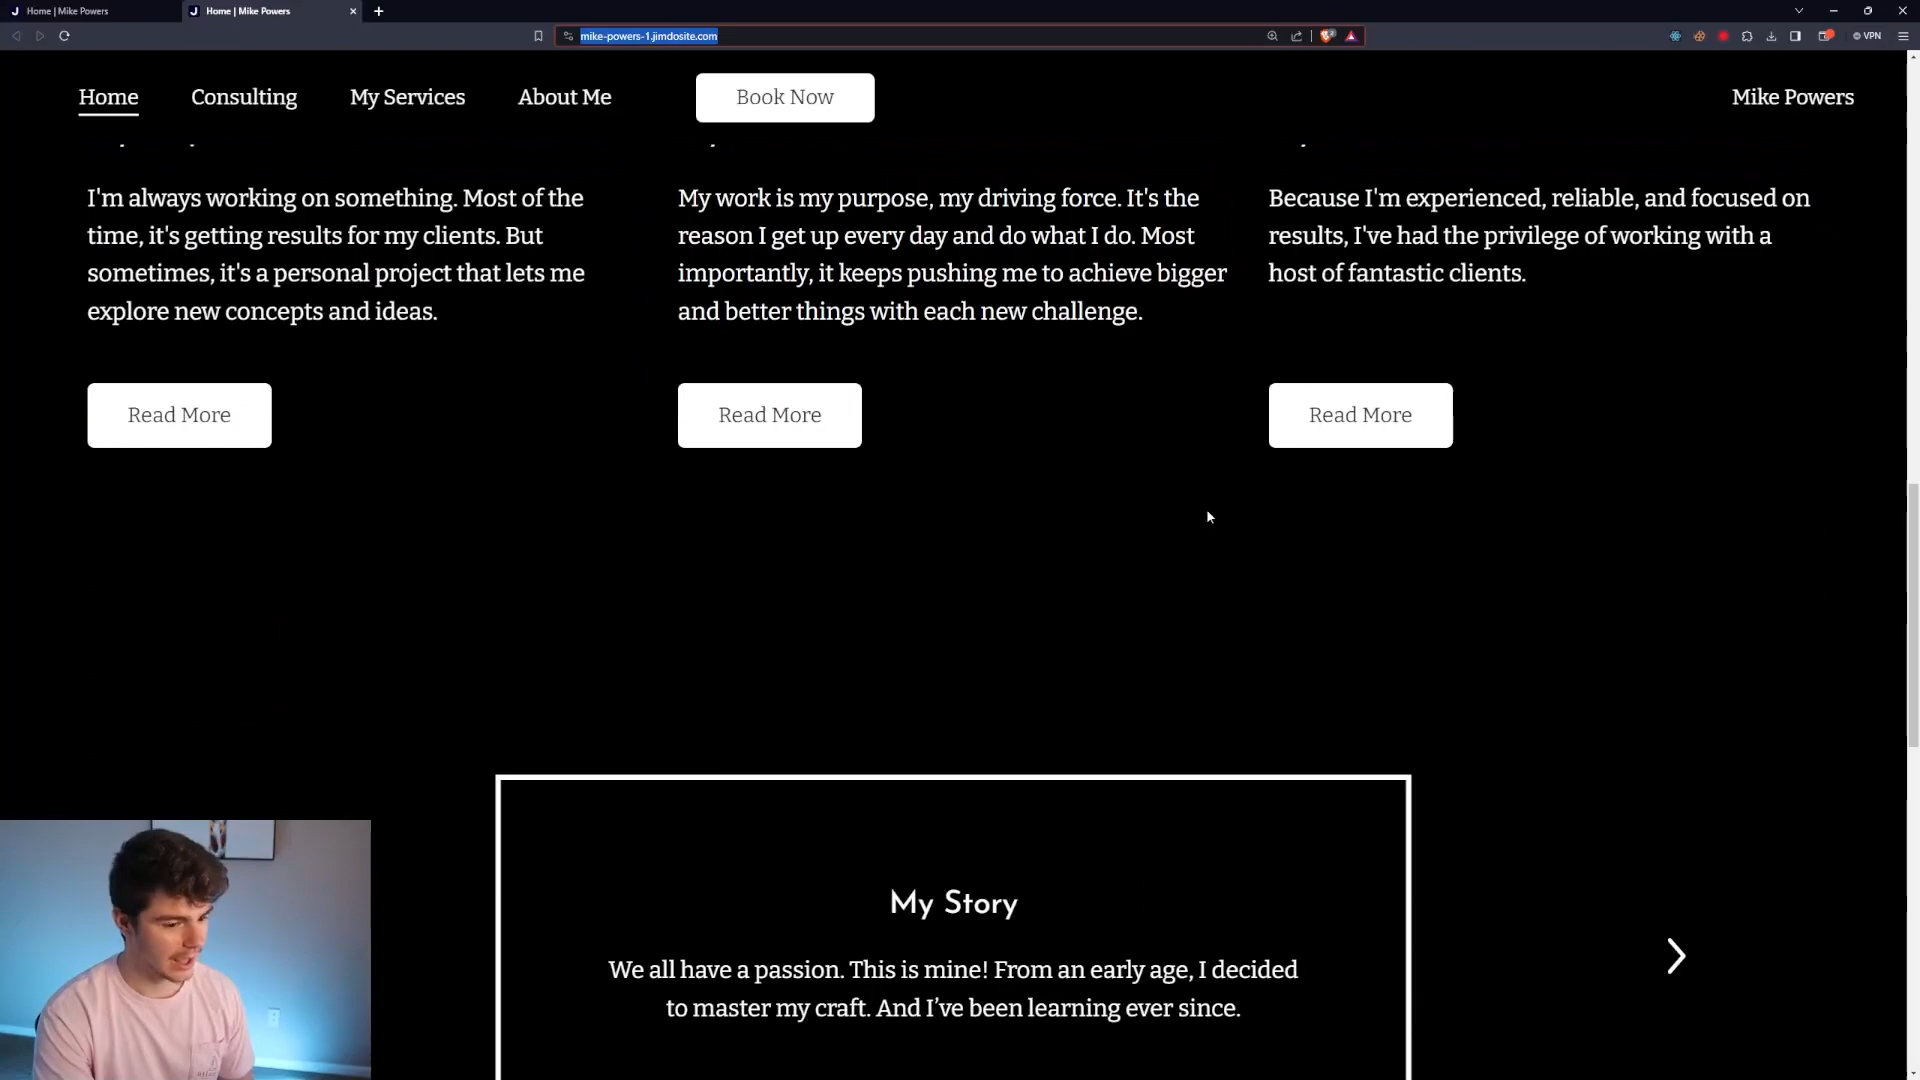 Home | Mike Powers
Home | Mike Powers
mike-powers-1.jimdosite.com
VPN
Home
Consulting
My Services
About Me
Book Now
Mike Powers
I'm always working on something. Most of the
time, it's getting results for my clients. But
sometimes, it's a personal project that lets me
explore new concepts and ideas.
Read More
My work is my purpose, my driving force. It's the
reason I get up every day and do what I do. Most
importantly, it keeps pushing me to achieve bigger
and better things with each new challenge.
Read More
Because I'm experienced, reliable, and focused on
results, I've had the privilege of working with a
host of fantastic clients.
Read More
My Story
We all have a passion. This is mine! From an early age, I decided
to master my craft. And I’ve been learning ever since.